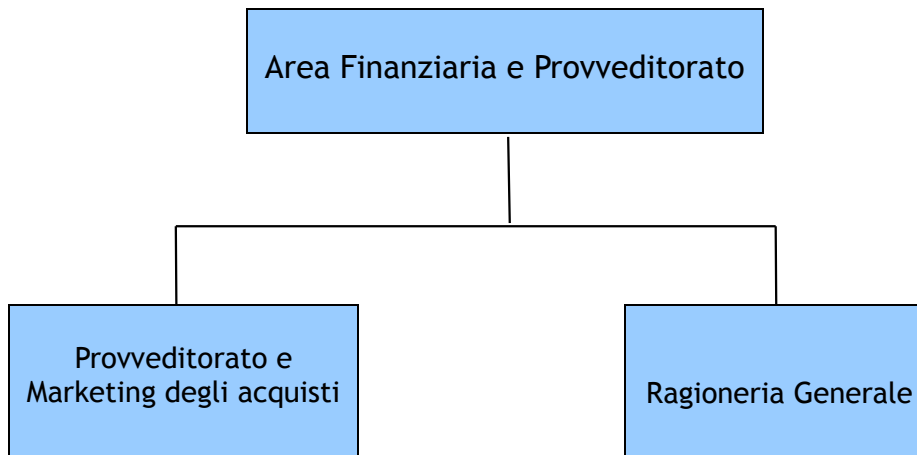 Area Finanziaria e Provveditorato
Provveditorato e
Marketing degli acquisti
Ragioneria Generale